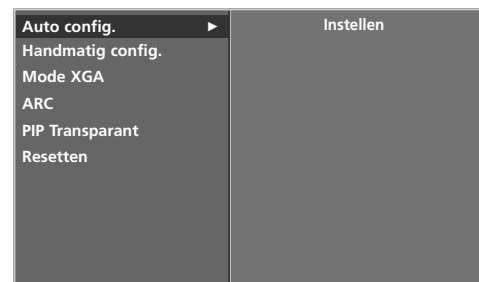 Auto config. ► Instellen
Handmatig config.
Mode XGA
ARC
PIP Transparant
Resetten